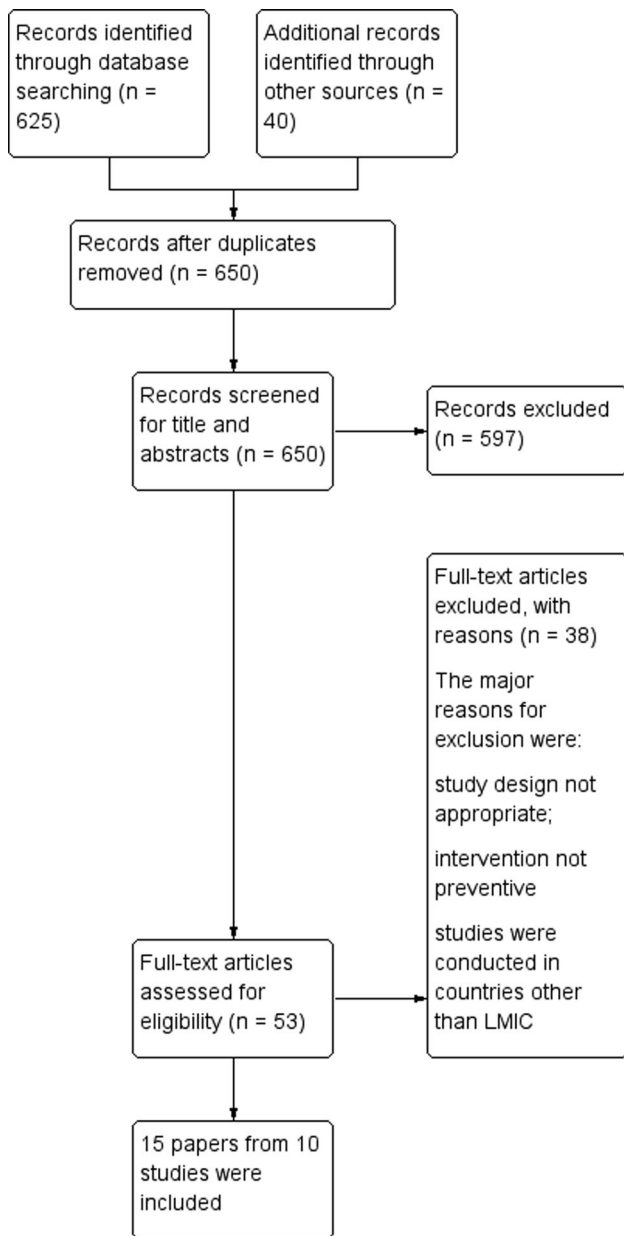 Records identified
through database
searching (n =
625)
Additional records
identified through
other sources (n =
40)
Records after duplicates
removed (n = 650)
Records screened
for title and
abstracts (n = 650)
Records excluded
(n = 597)
Full-text articles
excluded, with
reasons (n = 38)
The major
reasons for
exclusion were:
study design not
appropriate;
intervention not
preventive
studies were
conducted in
countries other
than LMIC
Full-text articles
assessed for
eligibility (n = 53)
15 papers from 10
studies were
included